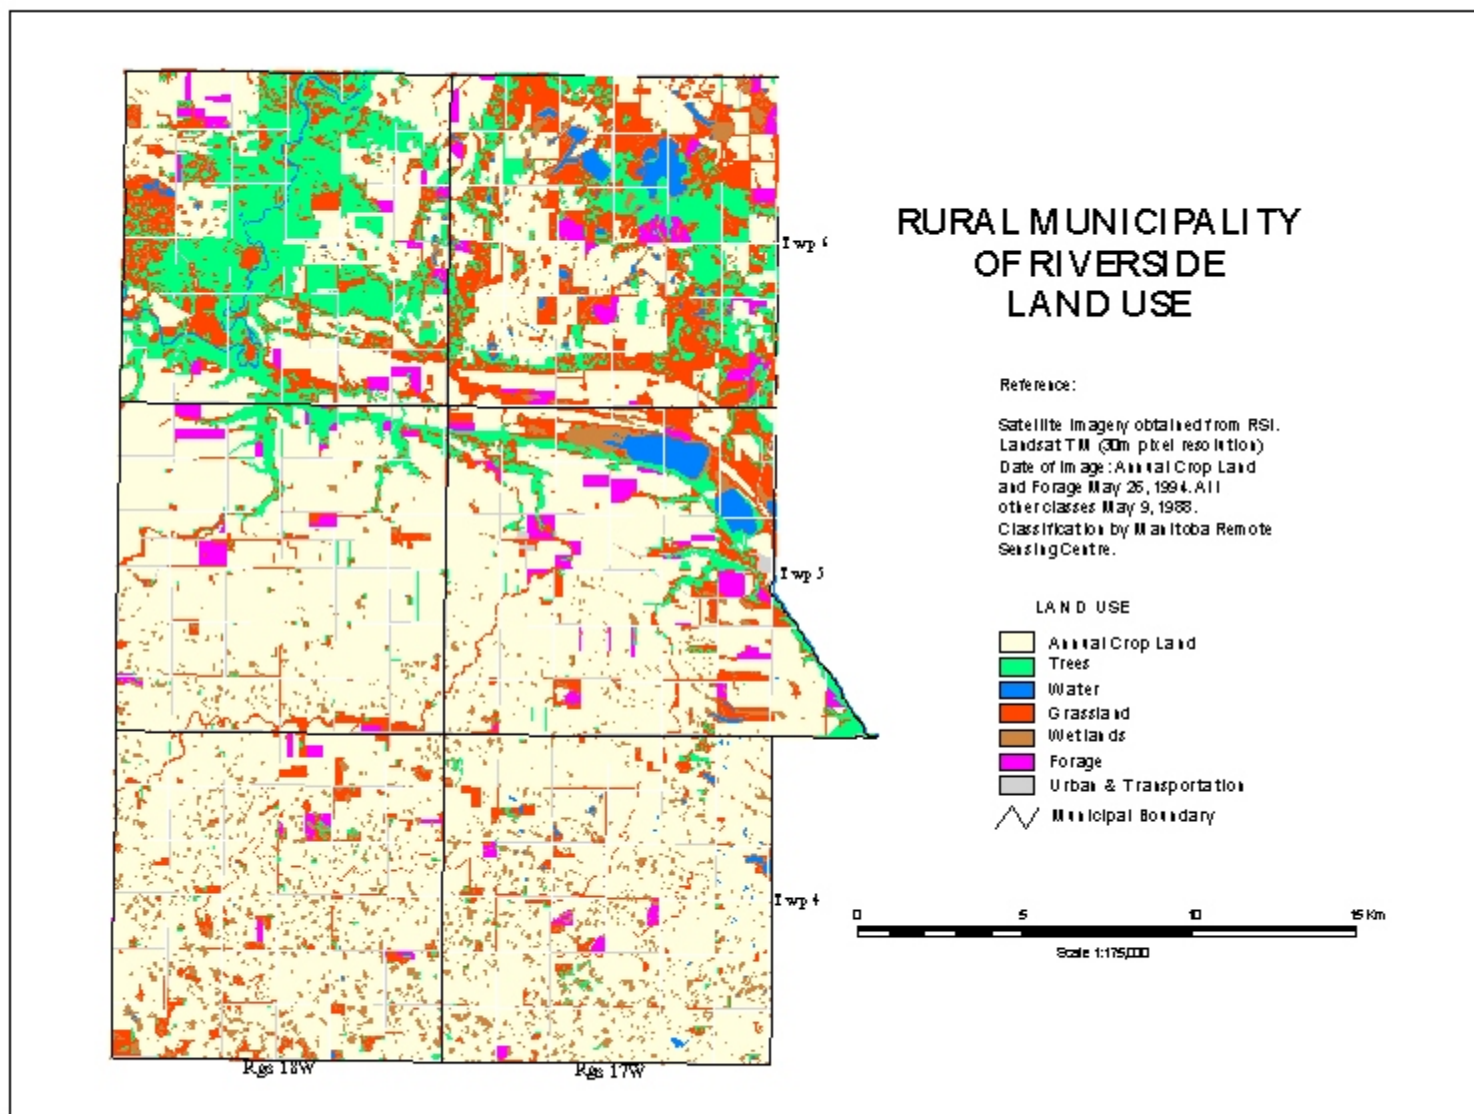 RURAL MUNICIPALITY
OF RIVERSIDE
LAND USE
Twp 6
Reference:
Satellite Imagery obtained from RSI.
Landsat TM (30m pixel resolution)
Date of Image: Annual Crop Land
and Forage May 26, 1994. All
other classes May 9, 1988.
Classification by Manitoba Remote
Sensing Centre.
Twp 5
LAND USE
Annual Crop Land
Trees
Water
Grassland
Wetlands
Forage
Urban & Transportation
Municipal Boundary
Twp 4
0 5 10 15 Km
Scale 1:175,000
Rgs 18W
Rgs 17W